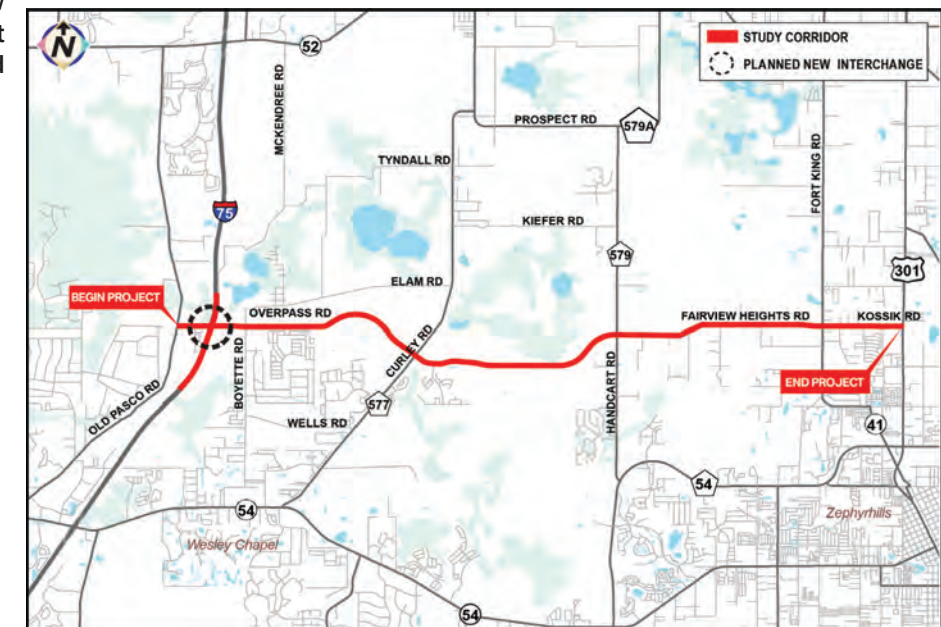 y
t
d
N
52
STUDY CORRIDOR
PLANNED NEW INTERCHANGE
MCKENDREE RD
PROSPECT RD
579A
TYNDALL RD
FORT KING RD
75
KIEFER RD
579
301
ELAM RD
BEGIN PROJECT
OVERPASS RD
FAIRVIEW HEIGHTS RD
KOSSIK RD
CURLEY RD
BOYETTE RD
HANDCART RD
END PROJECT
OLD PASCO RD
577
WELLS RD
41
54
54
Zephyrhills
Wesley Chapel
54